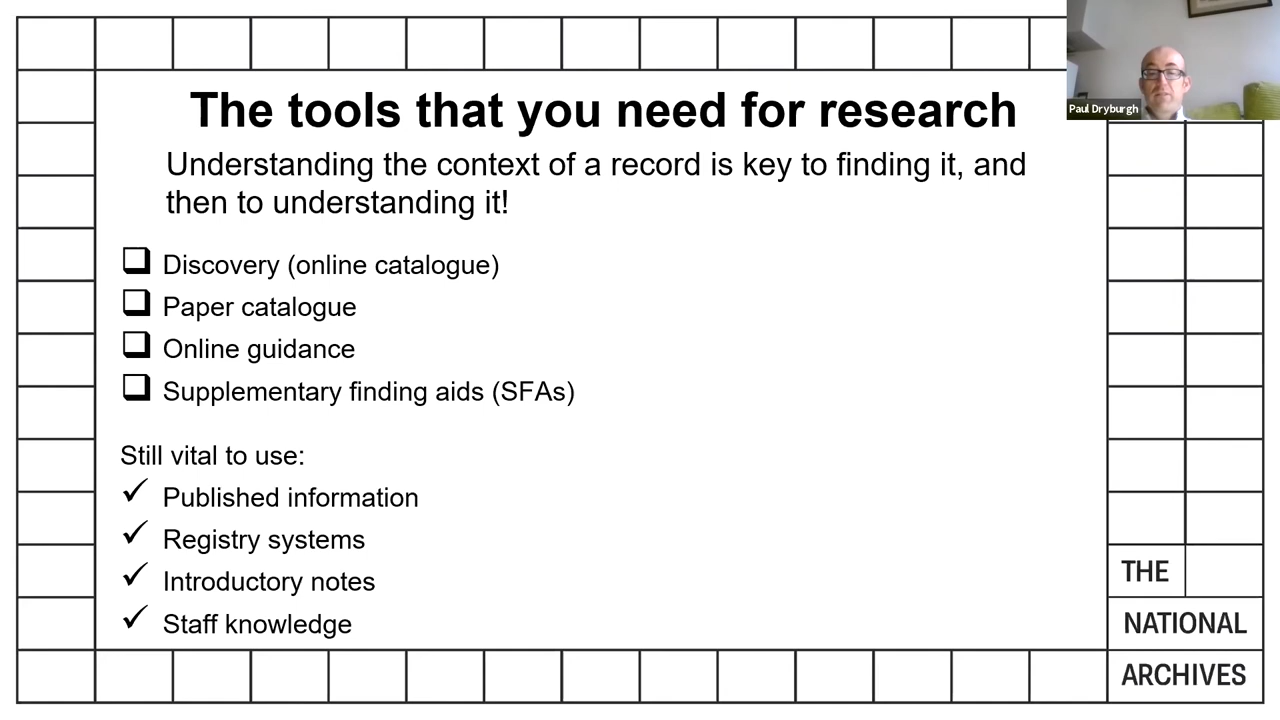 The tools that you need for research
Understanding the context of a record is key to finding it, and
then to understanding it!
Discovery (online catalogue)
Paper catalogue
Online guidance
Supplementary finding aids (SFAs)
Still vital to use:
Published information
Registry systems
Introductory notes
Staff knowledge
Paul Dryburgh
THE
NATIONAL
ARCHIVES